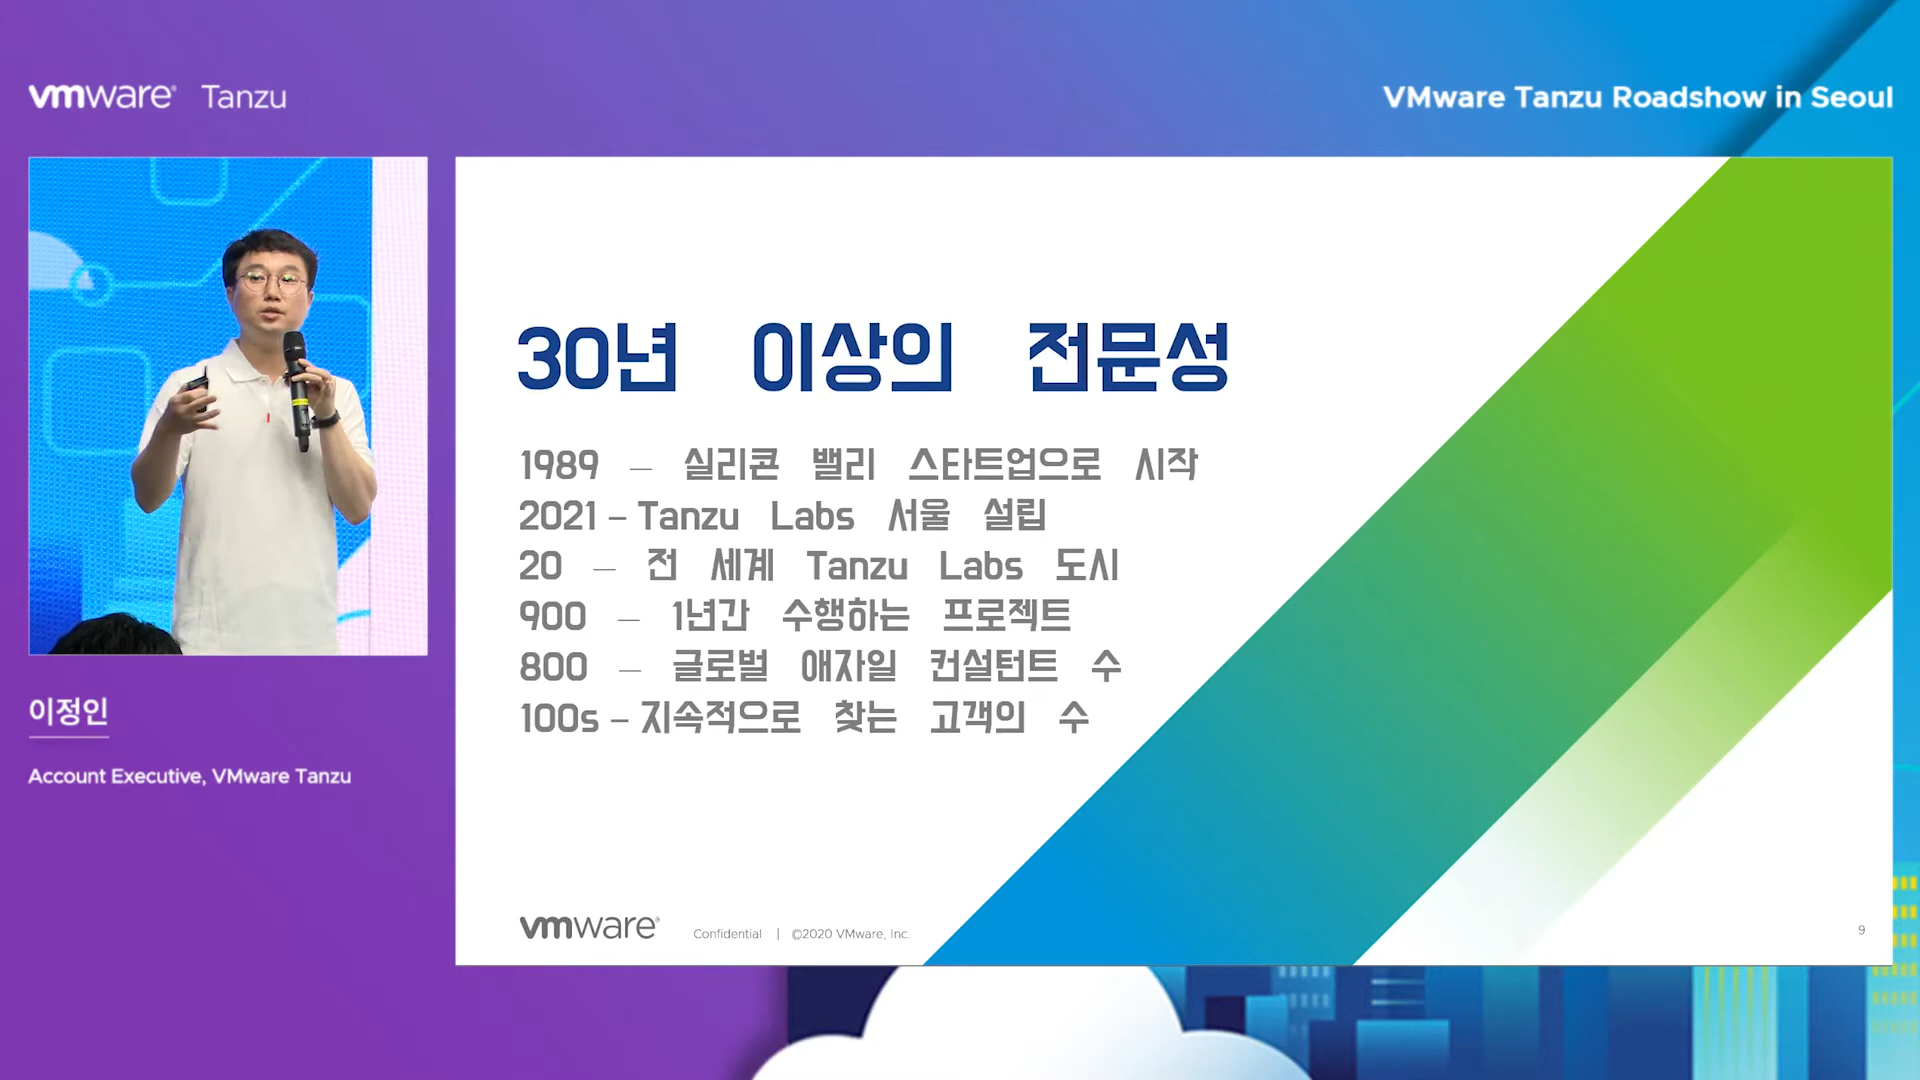 vmware® Tanzu
VMware Tanzu Roadshow in Seoul
이정인
Account Executive, VMware Tanzu
30년 이상의 전문성
1989 – 실리콘 밸리 스타트업으로 시작
2021 – Tanzu Labs 서울 설립
20 – 전 세계 Tanzu Labs 도시
900 – 1년간 수행하는 프로젝트
800 – 글로벌 애자일 컨설턴트 수
100s – 지속적으로 찾는 고객의 수
vmware® Confidential | ©2020 VMware, Inc.
9